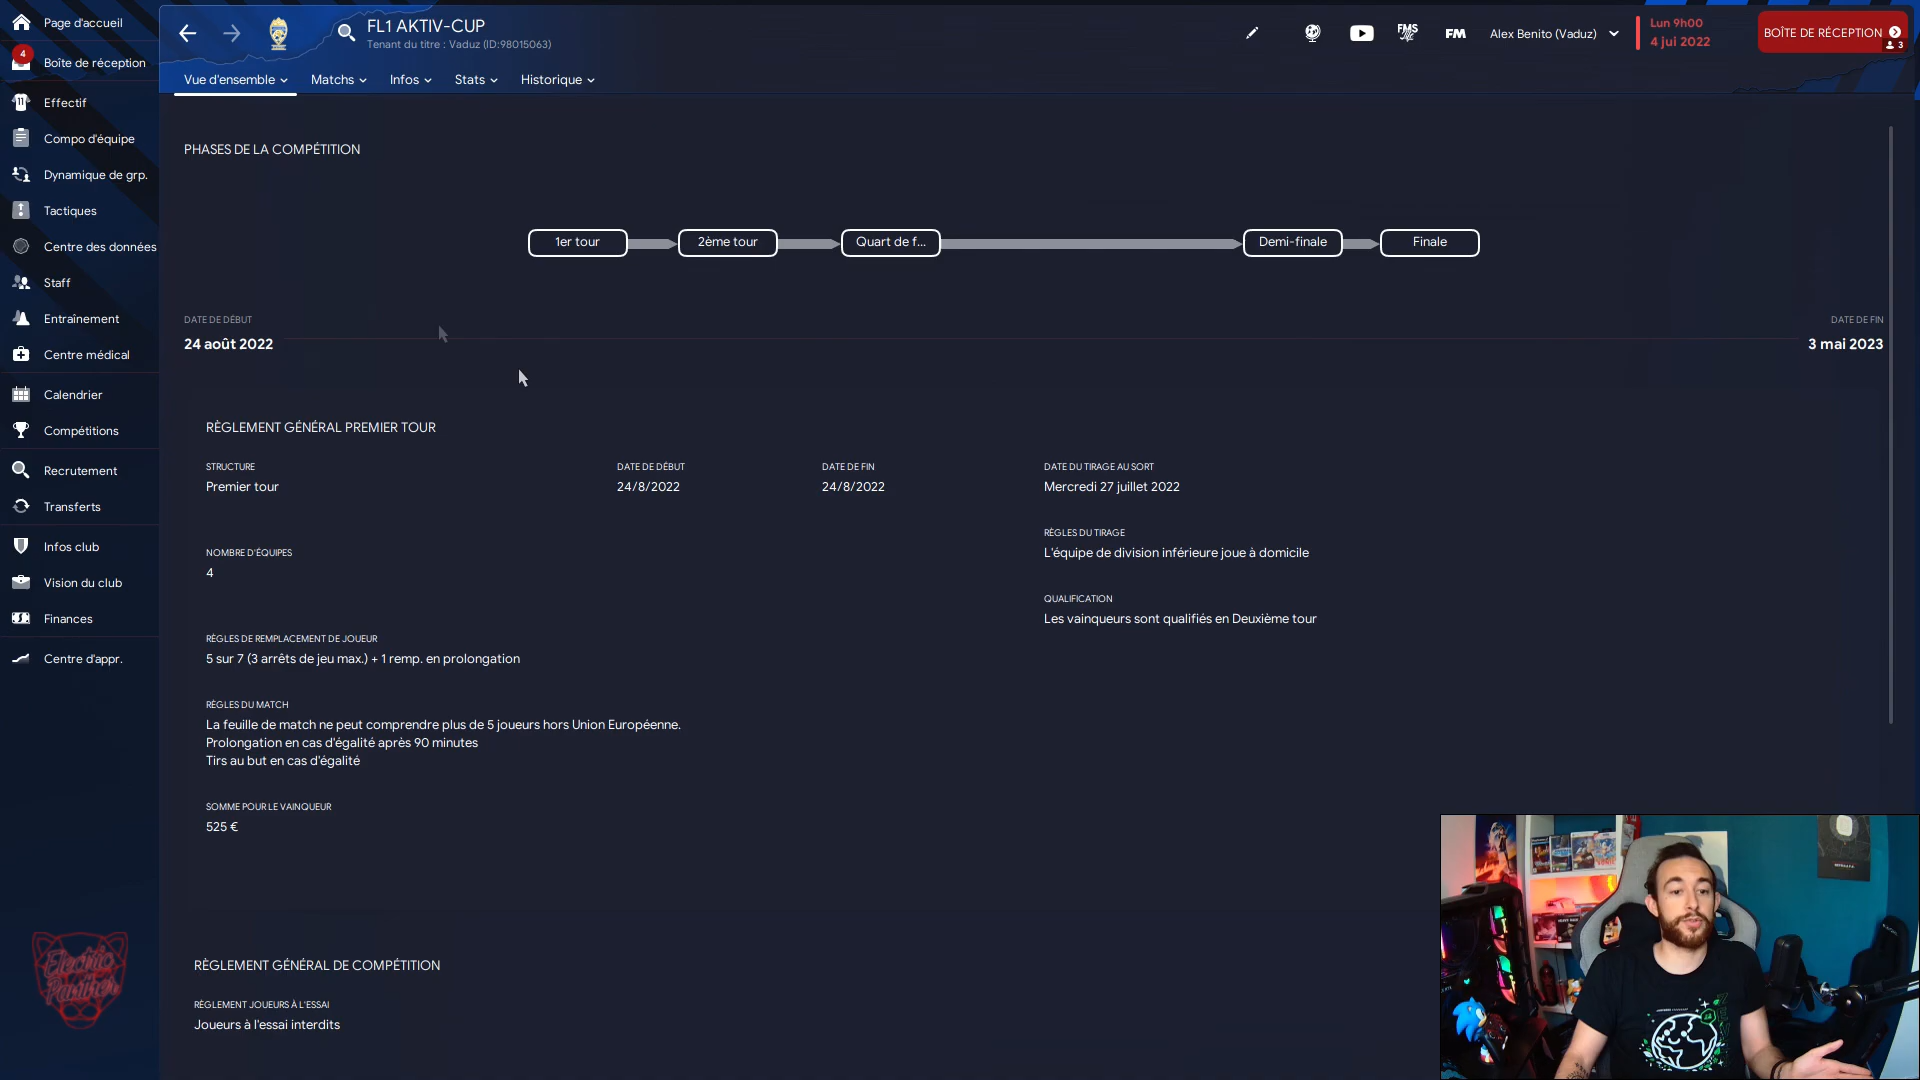 Page d'accueil
4
Boîte de réception
Effectif
Compo d'équipe
Dynamique de grp.
Tactiques
Centre des données
Staff
Entraînement
Centre médical
Calendrier
Compétitions
Recrutement
Transferts
Infos club
Vision du club
Finances
Centre d'appr.
Electric
Panther
FL1 AKTIV-CUP
Tenant du titre : Vaduz (ID:98015063)
FMS
FM
Alex Benito (Vaduz)
Lun 9h00
4 jui 2022
BOÎTE DE RÉCEPTION
3
Vue d'ensemble
Matchs
Infos
Stats
Historique
PHASES DE LA COMPÉTITION
1er tour
2ème tour
Quart de f...
Demi-finale
Finale
DATE DE DÉBUT
DATE DE FIN
24 août 2022
3 mai 2023
RÈGLEMENT GÉNÉRAL PREMIER TOUR
STRUCTURE
Premier tour
DATE DE DÉBUT
24/8/2022
DATE DE FIN
24/8/2022
DATE DU TIRAGE AU SORT
Mercredi 27 juillet 2022
RÈGLES DU TIRAGE
L'équipe de division inférieure joue à domicile
NOMBRE D'ÉQUIPES
4
QUALIFICATION
Les vainqueurs sont qualifiés en Deuxième tour
RÈGLES DE REMPLACEMENT DE JOUEUR
5 sur 7 (3 arrêts de jeu max.) + 1 remp. en prolongation
RÈGLES DU MATCH
La feuille de match ne peut comprendre plus de 5 joueurs hors Union Européenne.
Prolongation en cas d'égalité après 90 minutes
Tirs au but en cas d'égalité
SOMME POUR LE VAINQUEUR
525 €
RÈGLEMENT GÉNÉRAL DE COMPÉTITION
RÈGLEMENT JOUEURS À L'ESSAI
Joueurs à l'essai interdits